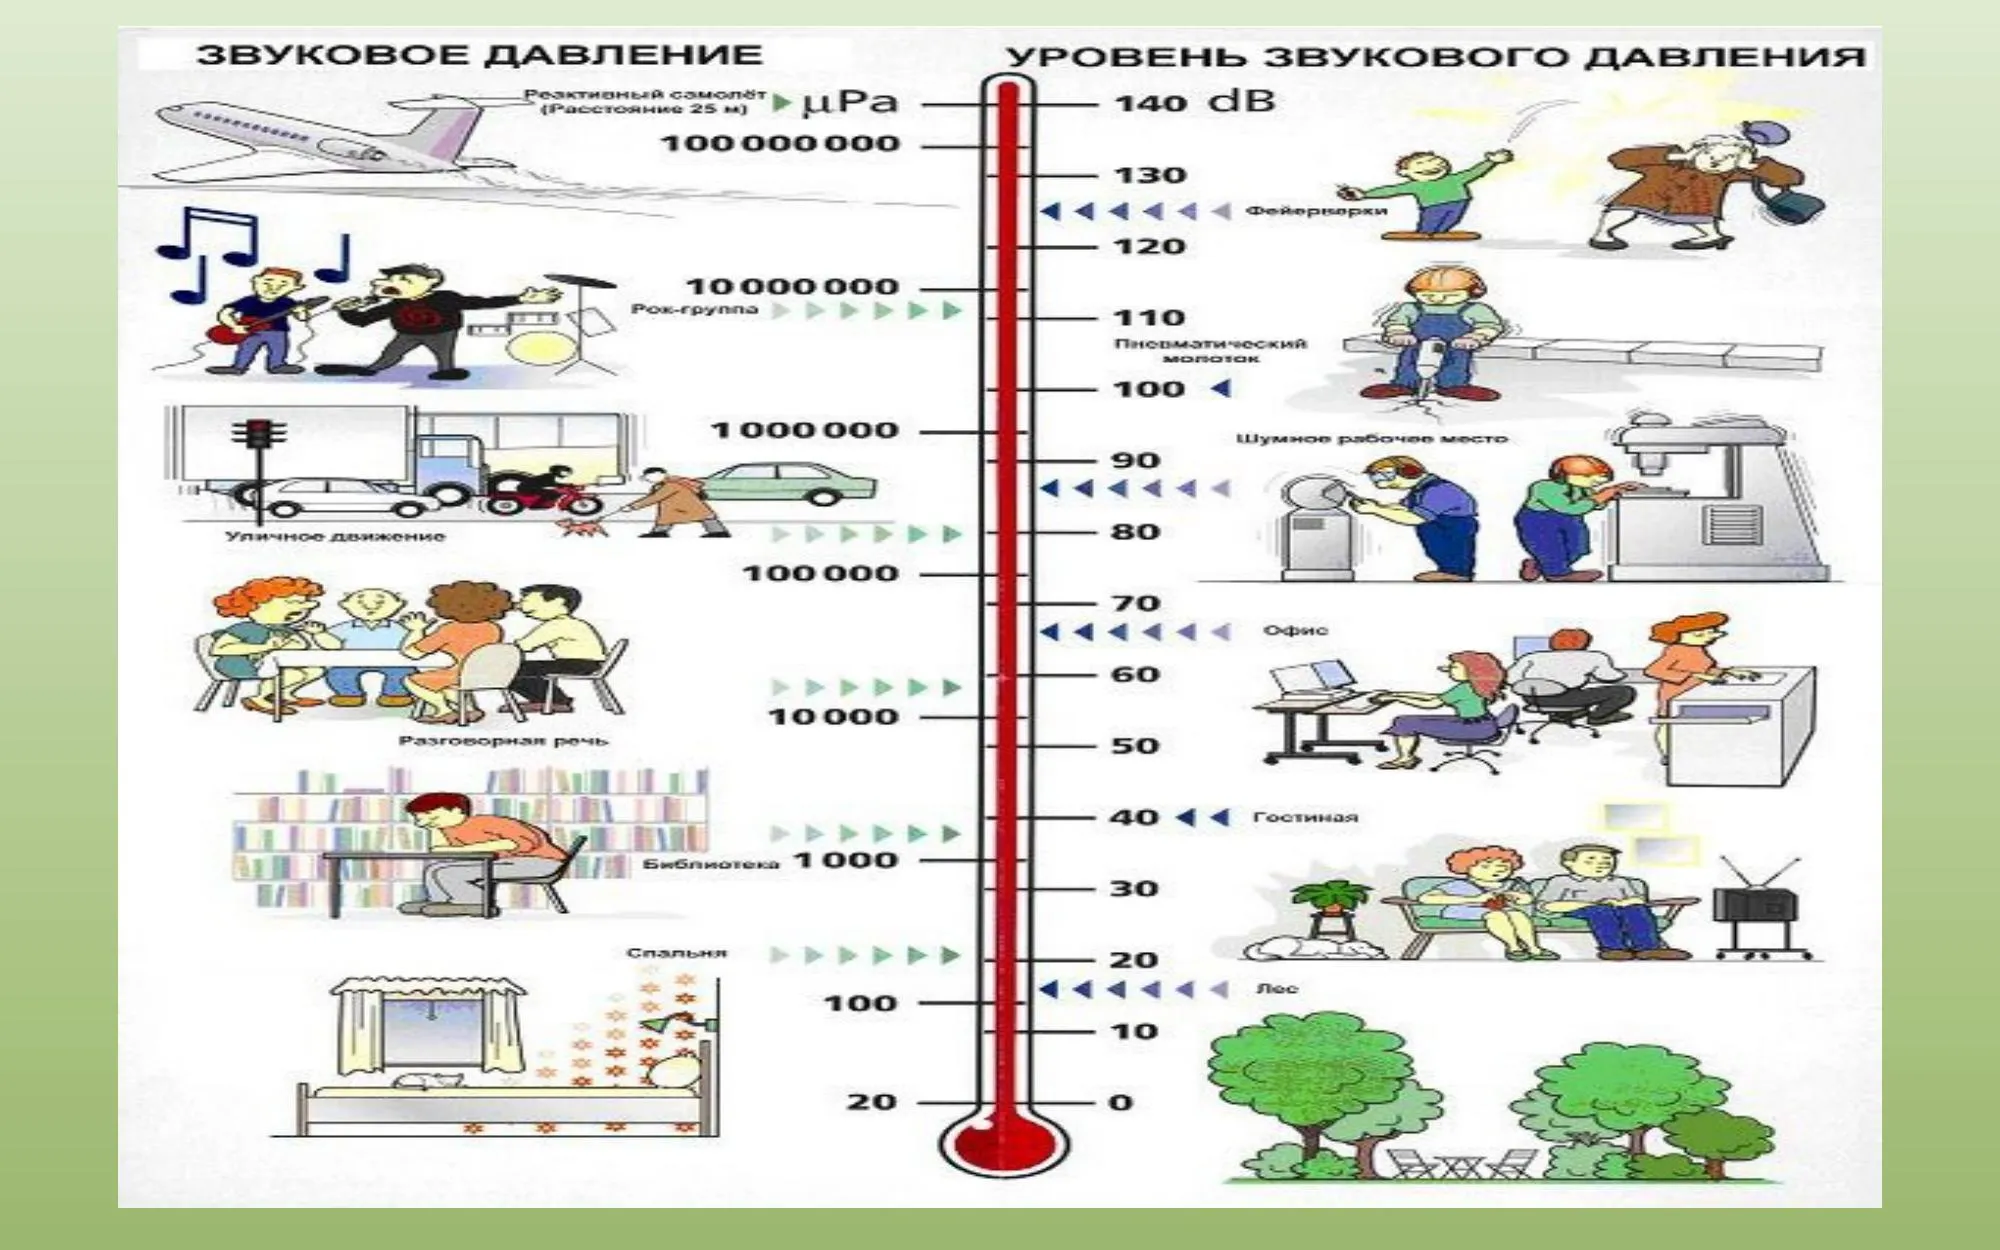 ЗВУКОВОЕ ДАВЛЕНИЕ
УРОВЕНЬ ЗВУКОВОГО ДАВЛЕНИЯ
Реактивный самолёт
(Расстояние 25 м)
μPa
140 dB
100 000 000
130
Фейерверки
120
10 000 000
Рок-группа
110
Пневматический
молоток
100
1 000 000
Шумное рабочее место
90
Уличное движение
80
100 000
70
Офис
60
10 000
Разговорная речь
50
40
Гостиная
Библиотека
1 000
30
Спальня
20
Лес
100
10
20
0